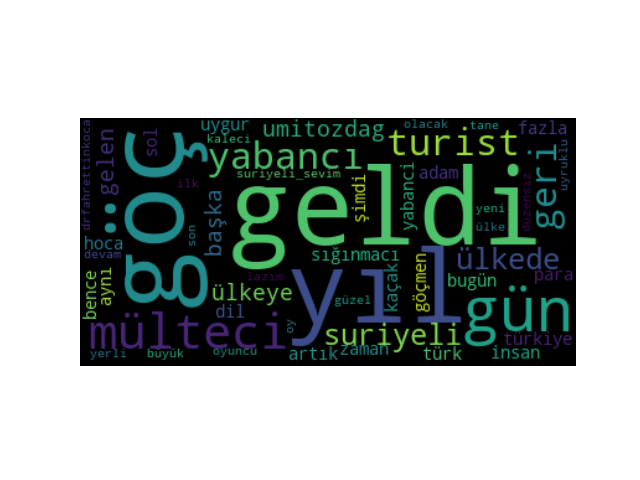 drfahrettinkoca
gelen
göç
sol
uygur
kaleci
umitozdag
olacak
tane
fazla
yabancı
turist
suriyeli_sevim
adam
ilk
şimdi
yabanci
yeni
ülke
düzensiz
geri
uyruklu
başka
geldi
son
hoca
devam
sığınmacı
ülkede
lazım
kaçak
göçmen
bugün
para
bence
aynı
ülkeye
yıl
güzel
gün
dil
mülteci
oy
suriyeli
türkiye
yerli
büyük
oyuncu
artık
zaman
türk
insan